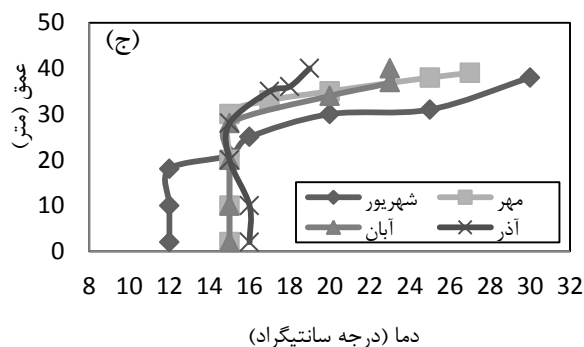 (ج)
عمق (متر)
50
40
30
20
10
0
شهریور
مهر
آبان
آذر
8 10 12 14 16 18 20 22 24 26 28 30 32
دما (درجه سانتیگراد)